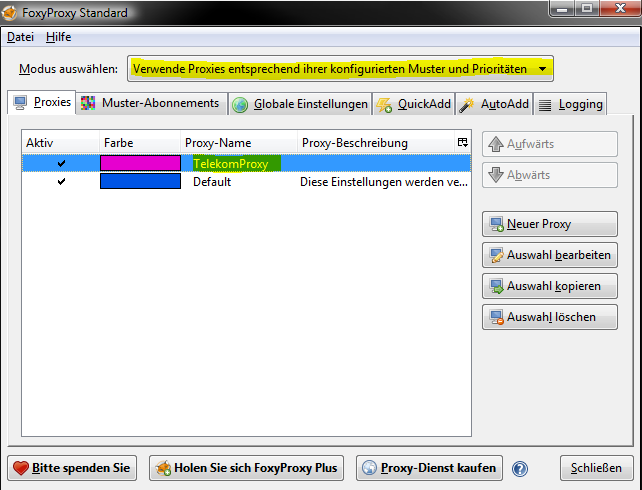 FoxyProxy Standard
Datei Hilfe
Modus auswählen: Verwende Proxies entsprechend ihrer konfigurierten Muster und Prioritäten
Proxies Muster-Abonnements Globale Einstellungen QuickAdd AutoAdd Logging
Aktiv Farbe Proxy-Name Proxy-Beschreibung
TelekomProxy
Default Diese Einstellungen werden ve...
Aufwärts
Abwärts
Neuer Proxy
Auswahl bearbeiten
Auswahl kopieren
Auswahl löschen
Bitte spenden Sie Holen Sie sich FoxyProxy Plus Proxy-Dienst kaufen ? Schließen